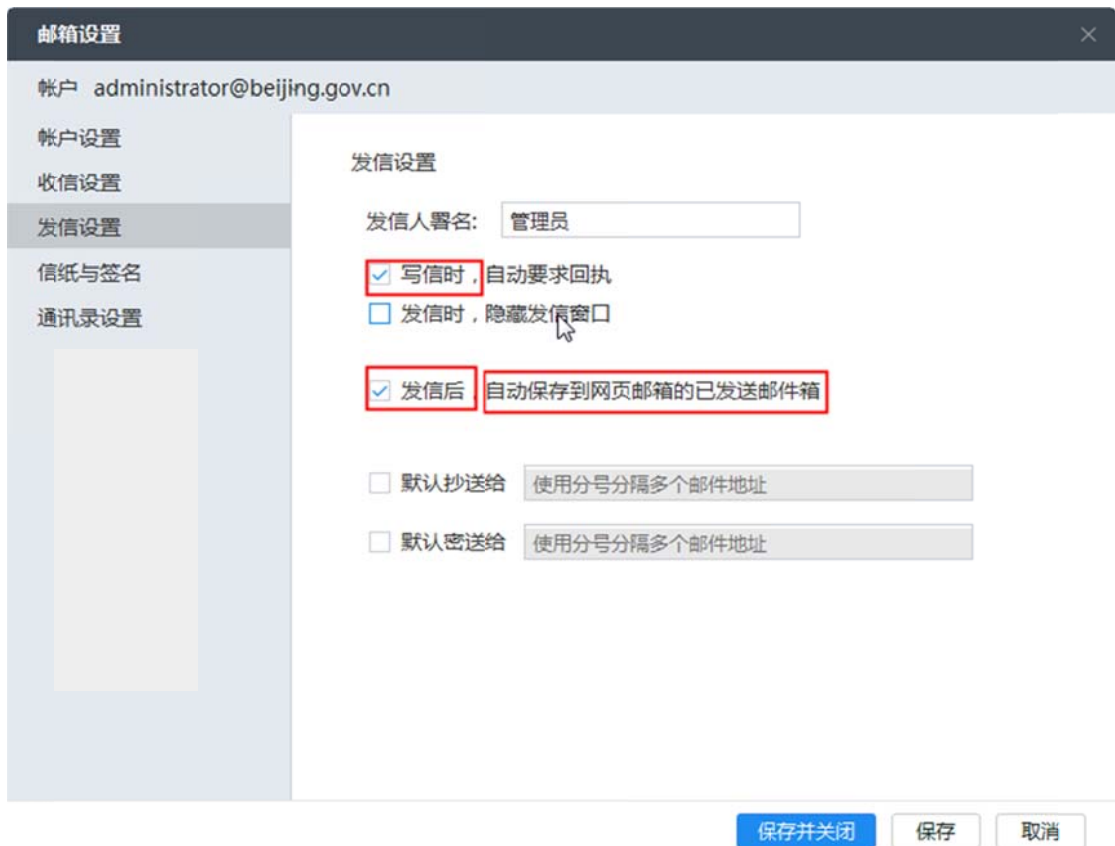 邮箱设置
帐户 administrator@beijing.gov.cn
帐户设置
收信设置
发信设置
信纸与签名
通讯录设置
发信设置
发信人署名: 管理员
写信时，自动要求回执
发信时，隐藏发信窗口
发信后，自动保存到网页邮箱的已发送邮件箱
默认抄送给 使用分号分隔多个邮件地址
默认密送给 使用分号分隔多个邮件地址
保存并关闭 保存 取消